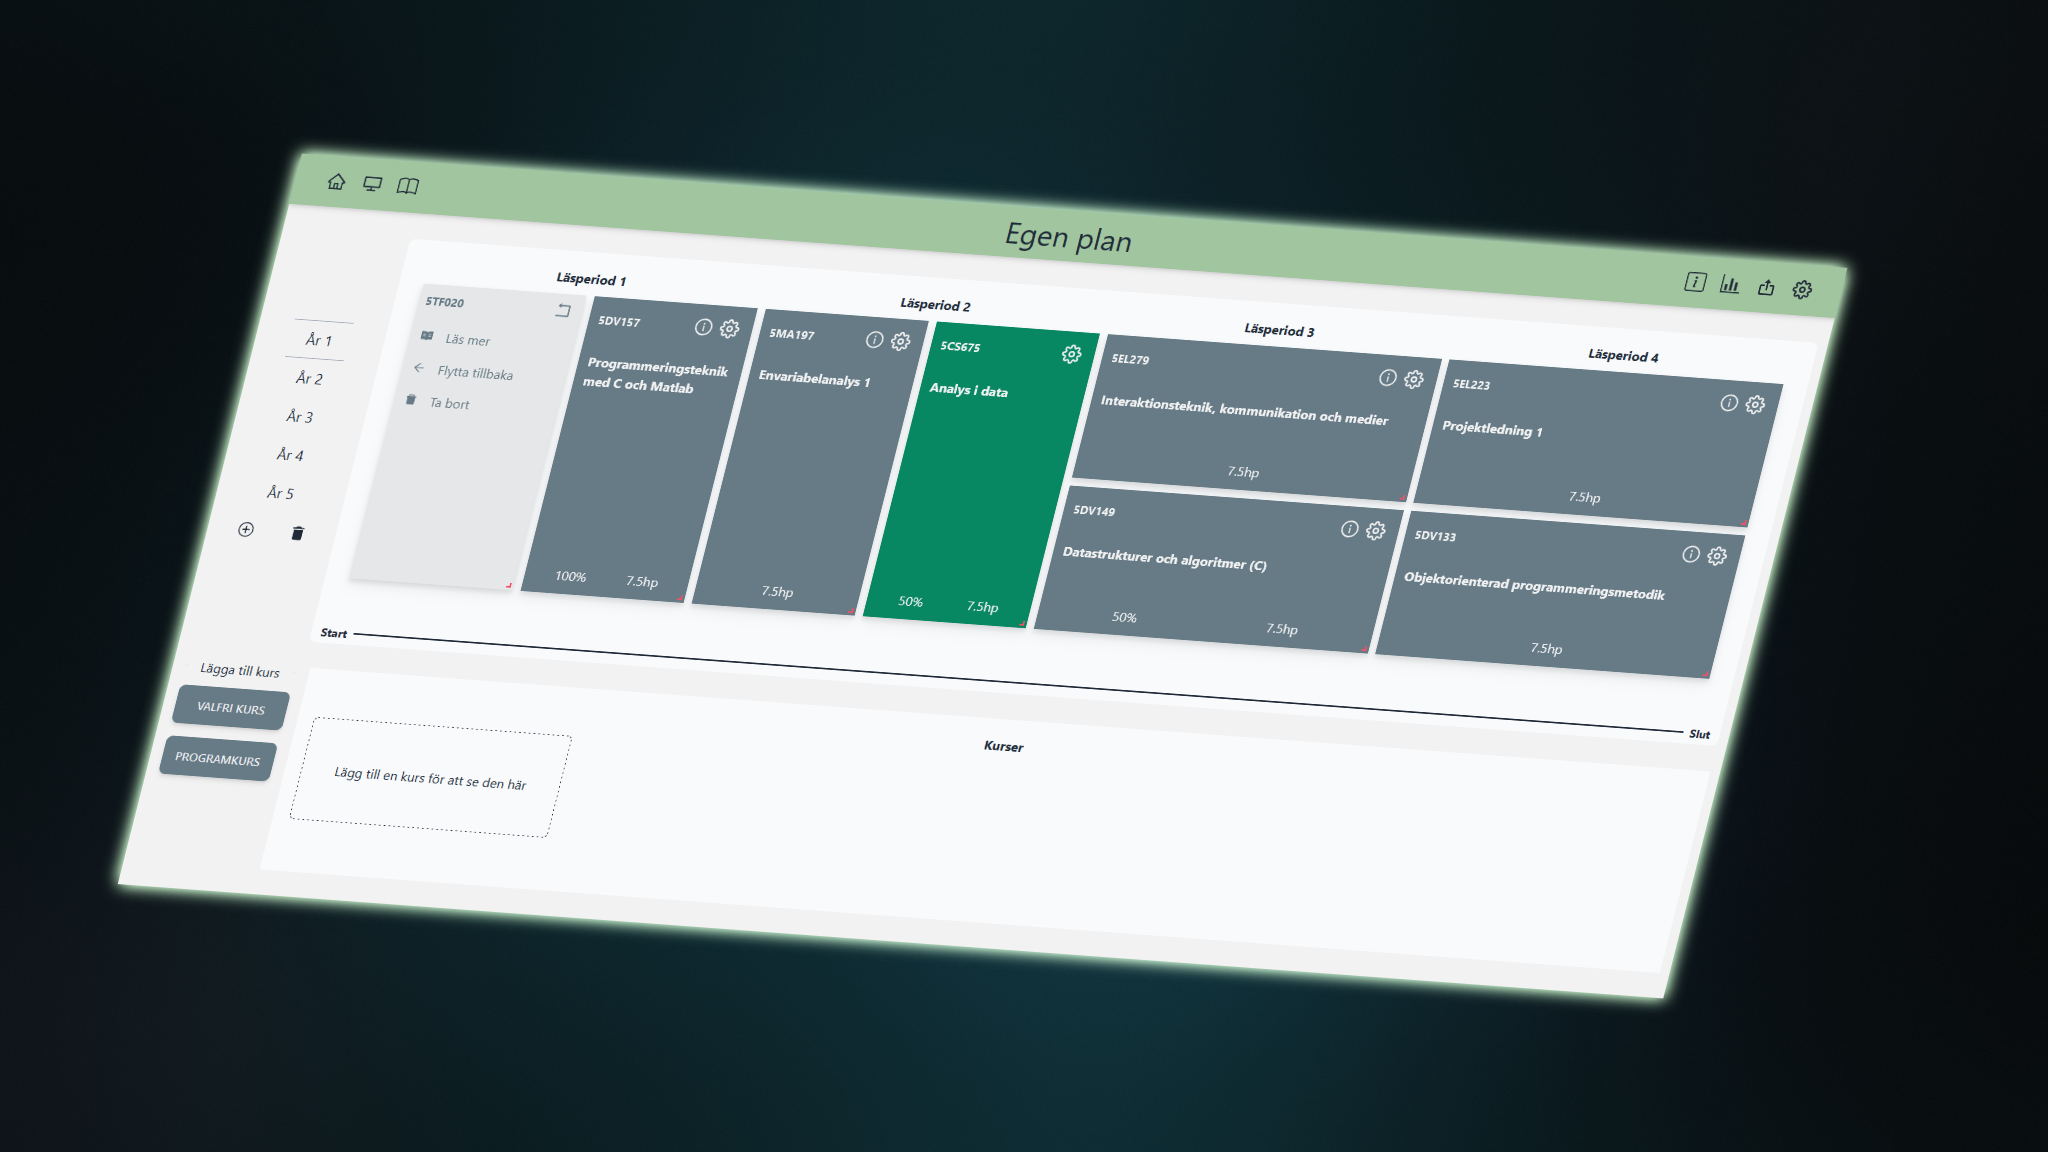 Egen plan
Läsperiod 1
Läsperiod 2
Läsperiod 3
Läsperiod 4
År 1
År 2
År 3
År 4
År 5
5TF020
Läs mer
Flytta tillbaka
Ta bort
5DV157
Programmeringsteknik
med C och Matlab
100% 7.5hp
5MA197
Envariabelanalys 1
7.5hp
5CS675
Analys i data
50% 7.5hp
5EL279
Interaktionsteknik, kommunikation och medier
7.5hp
5DV149
Datastrukturer och algoritmer (C)
50% 7.5hp
5EL223
Projektledning 1
7.5hp
5DV133
Objektorienterad programmeringsmetodik
7.5hp
Start
Slut
Lägga till kurs
VALFRI KURS
PROGRAMKURS
Kurser
Lägg till en kurs för att se den här